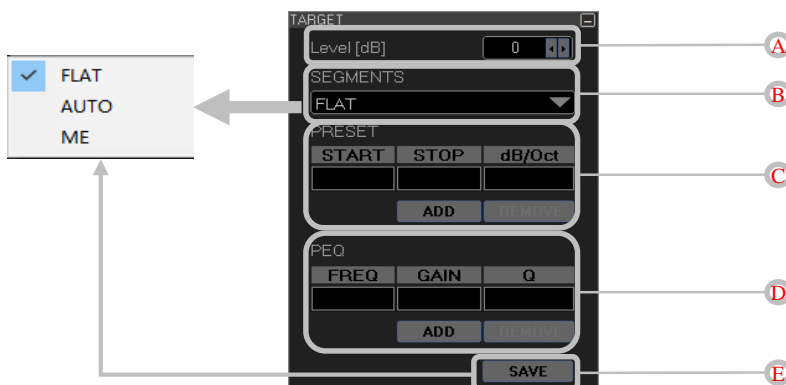 TARGET
Level [dB] 0
A
SEGMENTS
B
FLAT
FLAT
AUTO
ME
PRESET
START STOP dB/Oct
C
ADD REMOVE
PEQ
FREQ GAIN Q
D
ADD REMOVE
SAVE
E